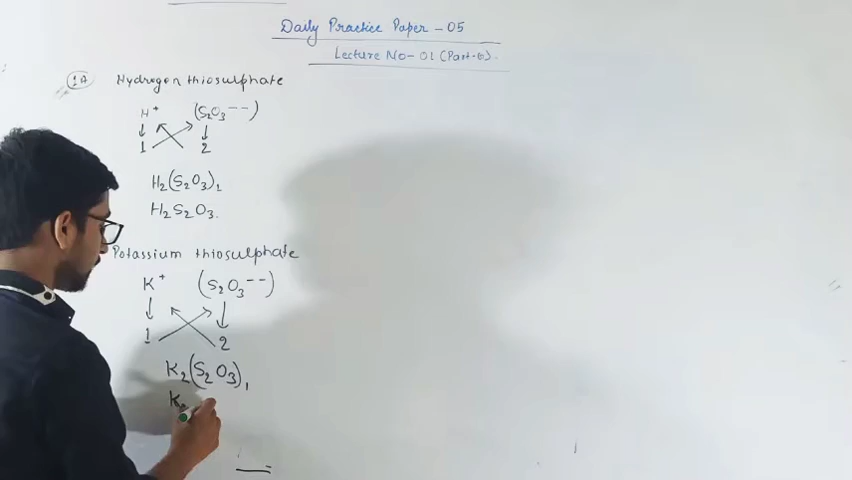 Daily Practice Paper - 05
Lecture No- 01 (Part-6).
14 Hydrogen thiosulphate
H+ (S2O3--)
1 2
H2(S2O3)1
H2S2O3.
Potassium thiosulphate
K+ (S2O3--)
1 2
K2(S2O3)1
K2